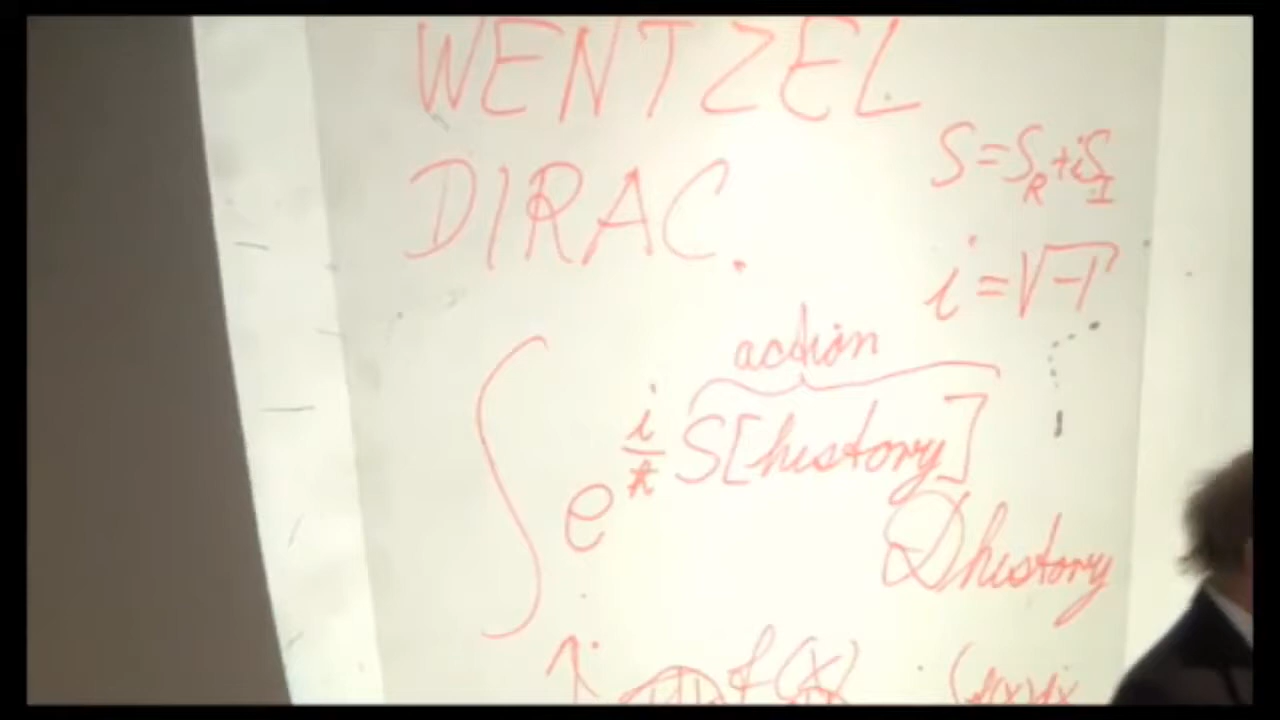 WENTZEL
DIRAC.
S=S_R+iS_I
i=√-1
action
∫ e^{i/ħ S[history]} Dhistory
f(x)